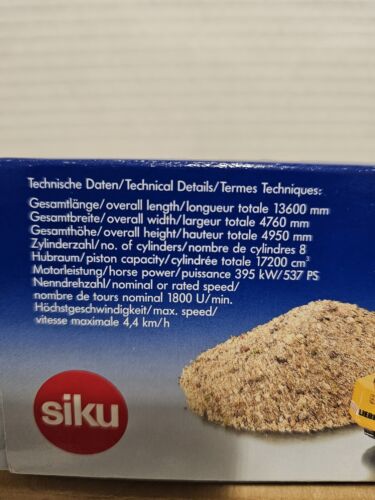 Technische Daten/Technical Details/Termes Techniques:
Gesamtlänge/overall length/longueur totale 13600 mm
Gesamtbreite/overall width/largeur totale 4760 mm
Gesamthöhe/overall height/hauteur totale 4950 mm
Zylinderzahl/no. of cylinders/nombre de cylindres 8
Hubraum/piston capacity/cylindrée totale 17200 cm³
Motorleistung/horse power/puissance 395 kW/537 PS
Nenndrehzahl/nominal or rated speed/
nombre de tours nominal 1800 U/min.
Höchstgeschwindigkeit/max. speed/
vitesse maximale 4,4 km/h
siku